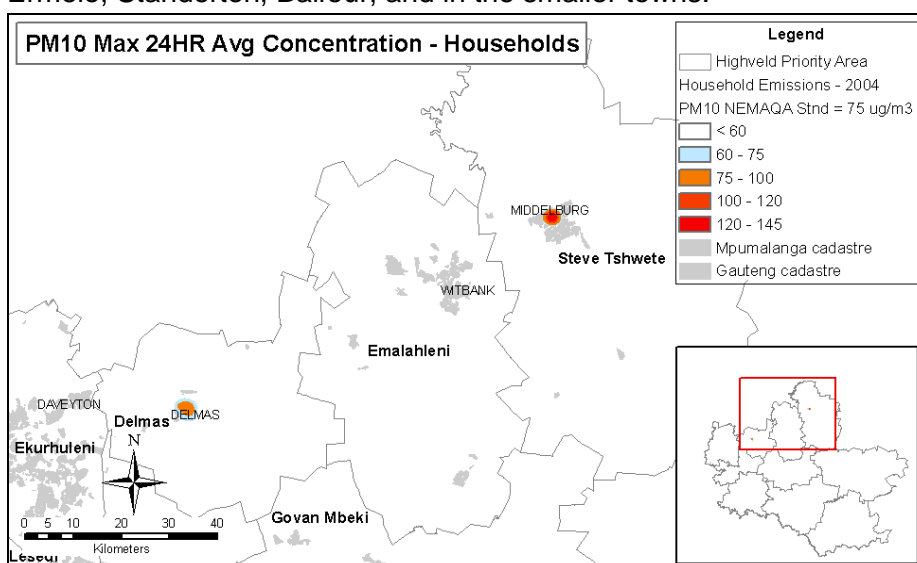 Ermelo, Standerton, Balfour, and in the smaller towns.
PM10 Max 24HR Avg Concentration - Households
Legend
Highveld Priority Area
Household Emissions - 2004
PM10 NEMAQA Stnd = 75 ug/m3
< 60
60 - 75
75 - 100
100 - 120
120 - 145
Mpumalanga cadastre
Gauteng cadastre
MIDDELBURG
Steve Tshwete
WITBANK
Emalahleni
DAVEYTON
DELMAS
Delmas
Ekurhuleni
N
Govan Mbeki
0 5 10 20 30 40
Kilometers
Lesedi